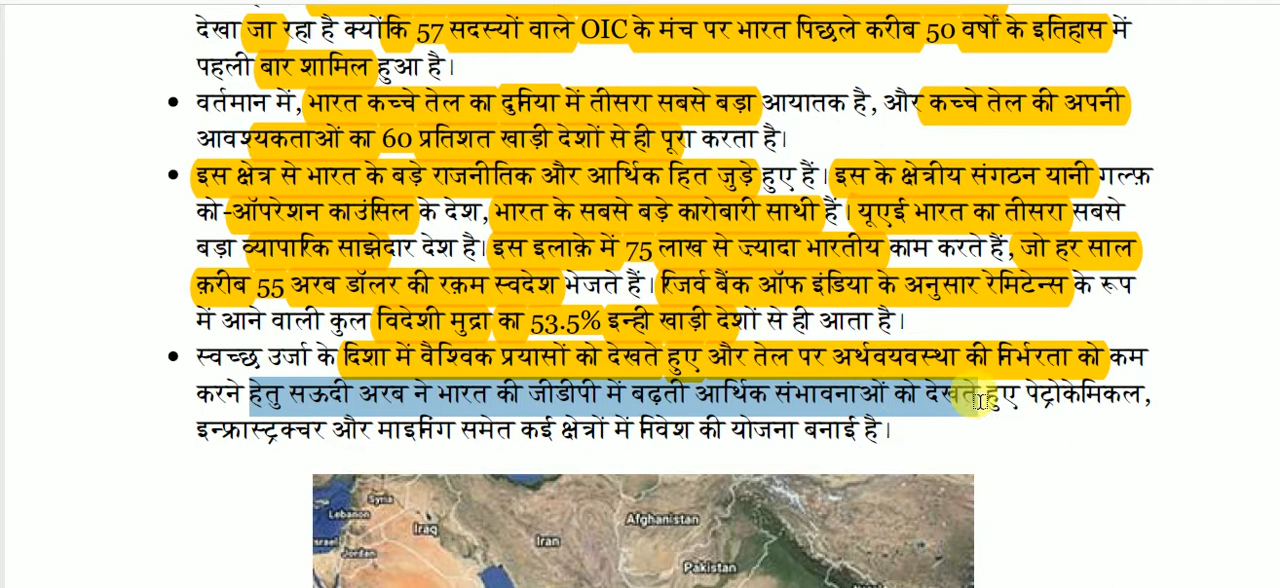 देखा जा रहा है क्योंकि 57 सदस्यों वाले OIC के मंच पर भारत पिछले करीब 50 वर्षों के इतिहास में
पहली बार शामिल हुआ है।
• वर्तमान में, भारत कच्चे तेल का दुनिया में तीसरा सबसे बड़ा आयातक है, और कच्चे तेल की अपनी
आवश्यकताओं का 60 प्रतिशत खाड़ी देशों से ही पूरा करता है।
• इस क्षेत्र से भारत के बड़े राजनीतिक और आर्थिक हित जुड़े हुए हैं। इस के क्षेत्रीय संगठन यानी गल्फ़
को-ऑपरेशन काउंसिल के देश, भारत के सबसे बड़े कारोबारी साथी हैं। यूएई भारत का तीसरा सबसे
बड़ा व्यापारिक साझेदार देश है। इस इलाक़े में 75 लाख से ज़्यादा भारतीय काम करते हैं, जो हर साल
क़रीब 55 अरब डॉलर की रक़म स्वदेश भेजते हैं। रिजर्व बैंक ऑफ इंडिया के अनुसार रेमिटेन्स के रूप
में आने वाली कुल विदेशी मुद्रा का 53.5% इन्ही खाड़ी देशों से ही आता है।
• स्वच्छ उर्जा के दिशा में वैश्विक प्रयासों को देखते हुए और तेल पर अर्थवयवस्था की निर्भरता को कम
करने हेतु सऊदी अरब ने भारत की जीडीपी में बढ़ती आर्थिक संभावनाओं को देखते हुए पेट्रोकेमिकल,
इन्फ्रास्ट्रक्चर और माइनिंग समेत कई क्षेत्रों में निवेश की योजना बनाई है।
Syria
Lebanon
Iraq
Afghanistan
Israel
Iran
Jordan
Pakistan